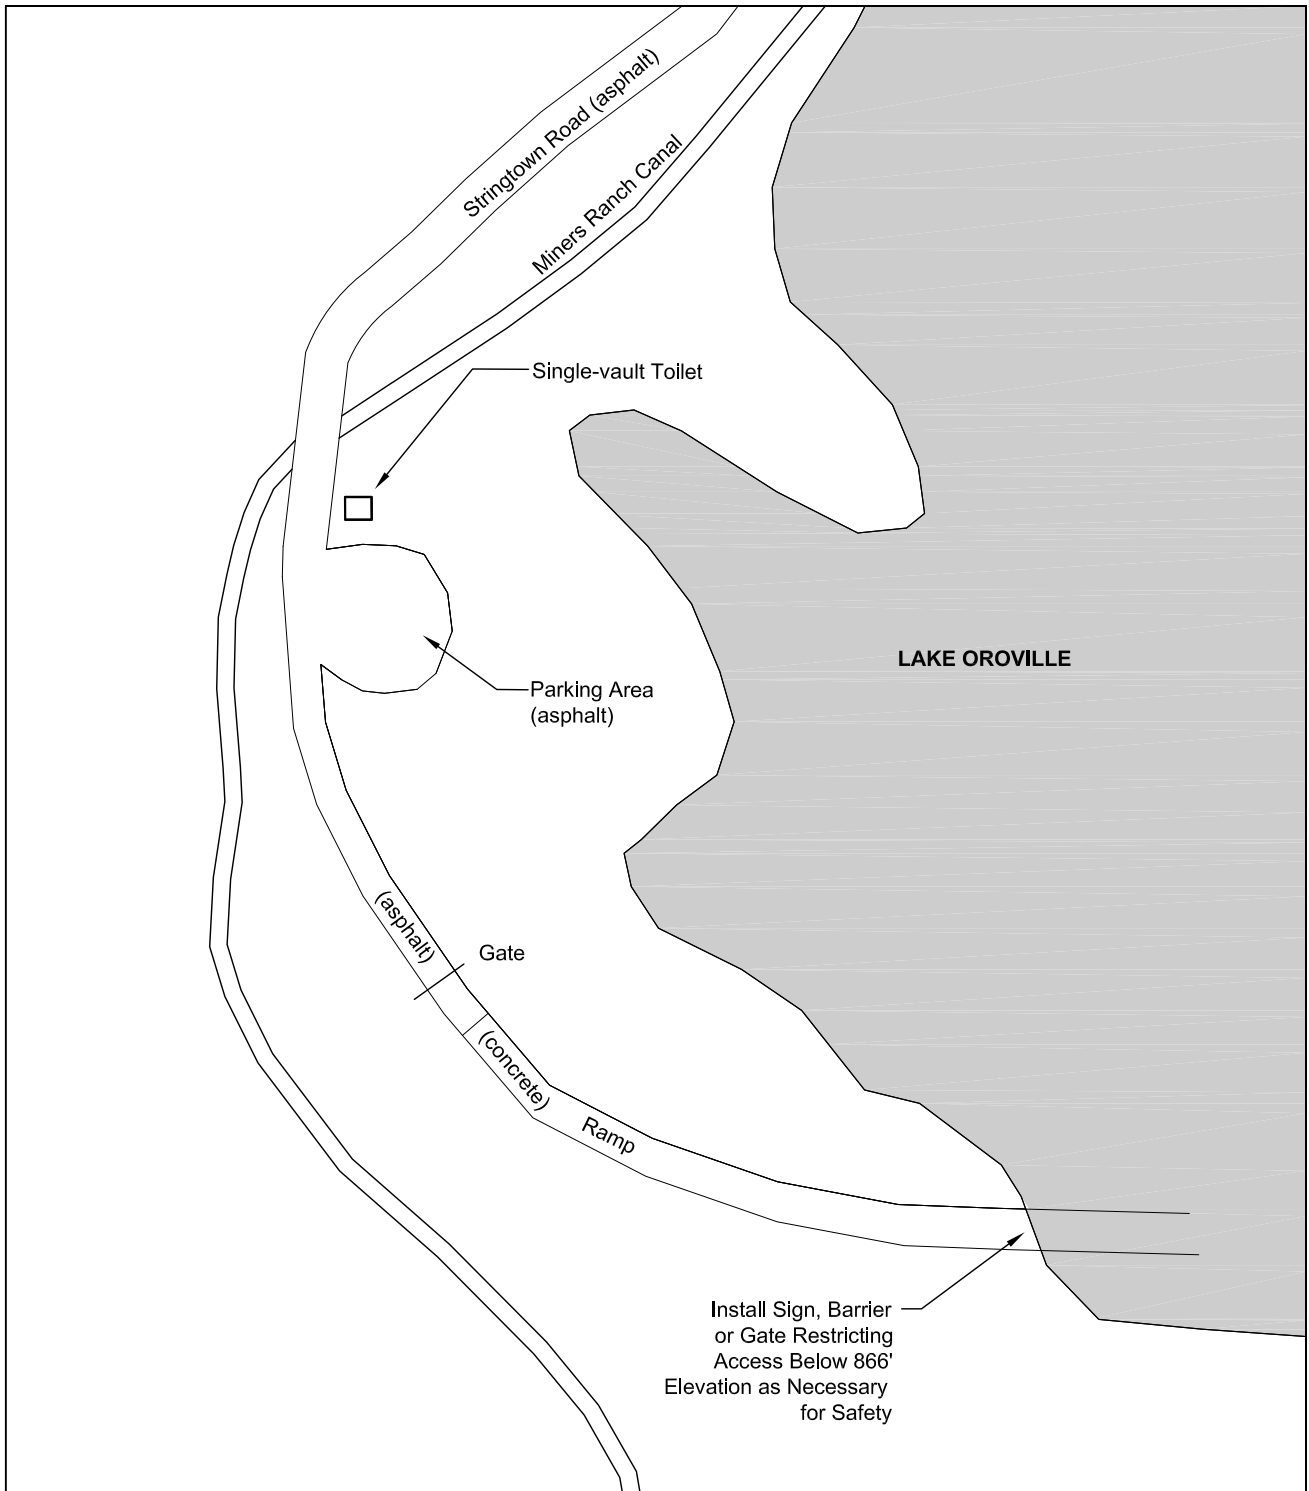 Stringtown Road (asphalt)
Miners Ranch Canal
Single-vault Toilet
LAKE OROVILLE
Parking Area
(asphalt)
(asphalt)
Gate
(concrete)
Ramp
Install Sign, Barrier
or Gate Restricting
Access Below 866'
Elevation as Necessary
for Safety